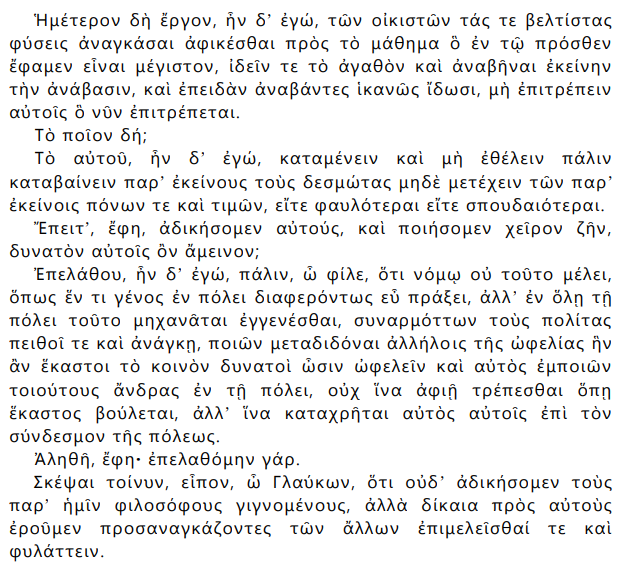 Ἡμέτερον δὴ ἔργον, ἦν δ’ ἐγώ, τῶν οἰκιστῶν τάς τε βελτίστας
φύσεις ἀναγκάσαι ἀφικέσθαι πρὸς τὸ μάθημα ὃ ἐν τῷ πρόσθεν
ἔφαμεν εἶναι μέγιστον, ἰδεῖν τε τὸ ἀγαθὸν καὶ ἀναβῆναι ἐκείνην
τὴν ἀνάβασιν, καὶ ἐπειδὰν ἀναβάντες ἱκανῶς ἴδωσι, μὴ ἐπιτρέπειν
αὐτοῖς ὃ νῦν ἐπιτρέπεται.
Τὸ ποῖον δή;
Τὸ αὐτοῦ, ἦν δ’ ἐγώ, καταμένειν καὶ μὴ ἐθέλειν πάλιν
καταβαίνειν παρ’ ἐκείνους τοὺς δεσμώτας μηδὲ μετέχειν τῶν παρ’
ἐκείνοις πόνων τε καὶ τιμῶν, εἴτε φαυλότεραι εἴτε σπουδαιότεραι.
Ἔπειτ’, ἔφη, ἀδικήσομεν αὐτούς, καὶ ποιήσομεν χεῖρον ζῆν,
δυνατὸν αὐτοῖς ὂν ἄμεινον;
Ἐπελάθου, ἦν δ’ ἐγώ, πάλιν, ὦ φίλε, ὅτι νόμῳ οὐ τοῦτο μέλει,
ὅπως ἕν τι γένος ἐν πόλει διαφερόντως εὖ πράξει, ἀλλ’ ἐν ὅλῃ τῇ
πόλει τοῦτο μηχανᾶται ἐγγενέσθαι, συναρμόττων τοὺς πολίτας
πειθοῖ τε καὶ ἀνάγκῃ, ποιῶν μεταδιδόναι ἀλλήλοις τῆς ὠφελίας ἣν
ἂν ἕκαστοι τὸ κοινὸν δυνατοὶ ὦσιν ὠφελεῖν καὶ αὐτὸς ἐμποιῶν
τοιούτους ἄνδρας ἐν τῇ πόλει, οὐχ ἵνα ἀφιῇ τρέπεσθαι ὅπῃ
ἕκαστος βούλεται, ἀλλ’ ἵνα καταχρῆται αὐτὸς αὐτοῖς ἐπὶ τὸν
σύνδεσμον τῆς πόλεως.
Ἀληθῆ, ἔφη· ἐπελαθόμην γάρ.
Σκέψαι τοίνυν, εἶπον, ὦ Γλαύκων, ὅτι οὐδ’ ἀδικήσομεν τοὺς
παρ’ ἡμῖν φιλοσόφους γιγνομένους, ἀλλὰ δίκαια πρὸς αὐτοὺς
ἐροῦμεν προσαναγκάζοντες τῶν ἄλλων ἐπιμελεῖσθαί τε καὶ
φυλάττειν.